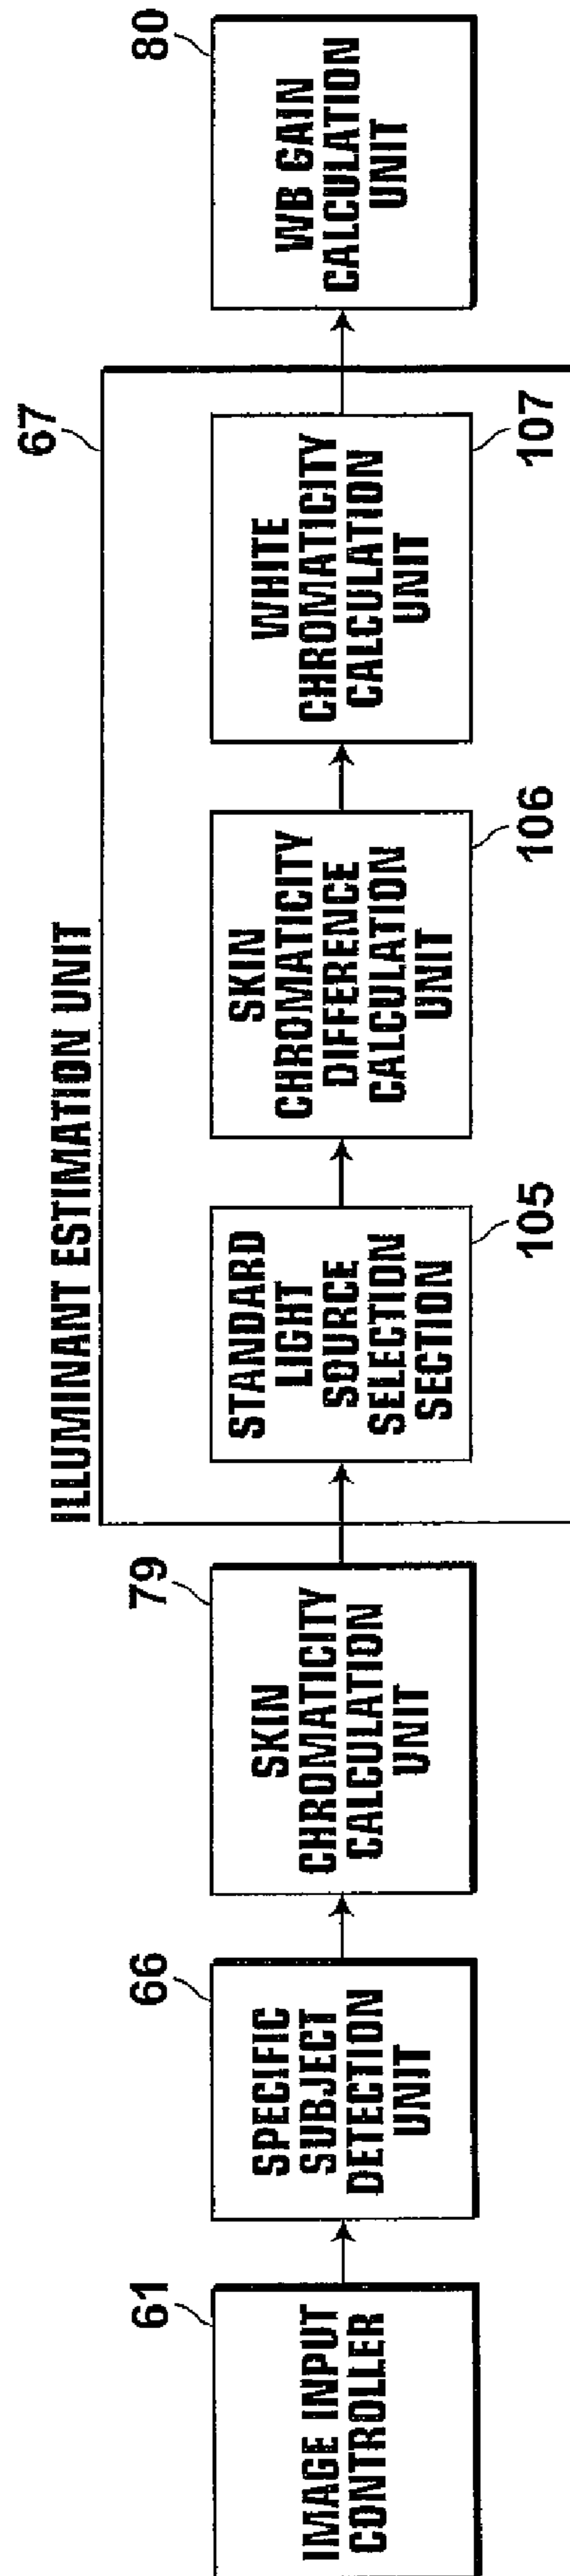 61
IMAGE INPUT
CONTROLLER
66
SPECIFIC
SUBJECT
DETECTION
UNIT
79
SKIN
CHROMATICITY
CALCULATION
UNIT
ILLUMINANT ESTIMATION UNIT
67
STANDARD
LIGHT
SOURCE
SELECTION
SECTION
105
SKIN
CHROMATICITY
DIFFERENCE
CALCULATION
UNIT
106
WHITE
CHROMATICITY
CALCULATION
UNIT
107
80
WB GAIN
CALCULATION
UNIT